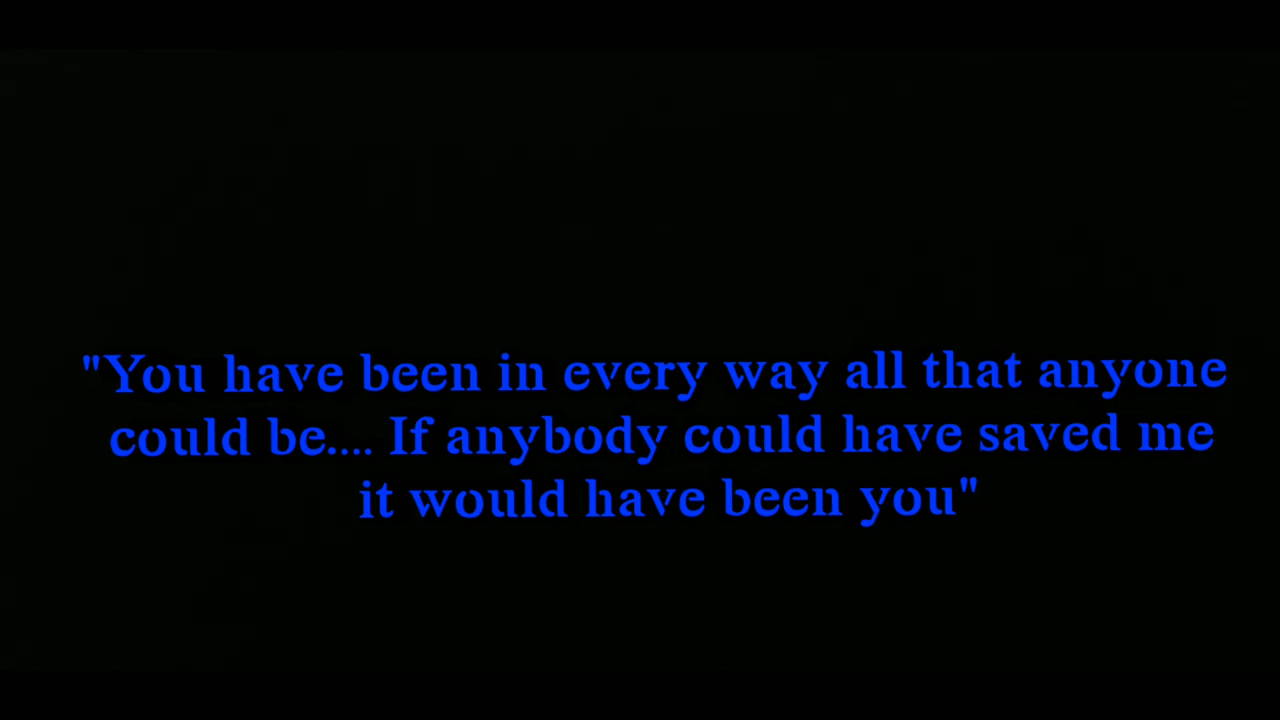 "You have been in every way all that anyone
could be.... If anybody could have saved me
it would have been you"